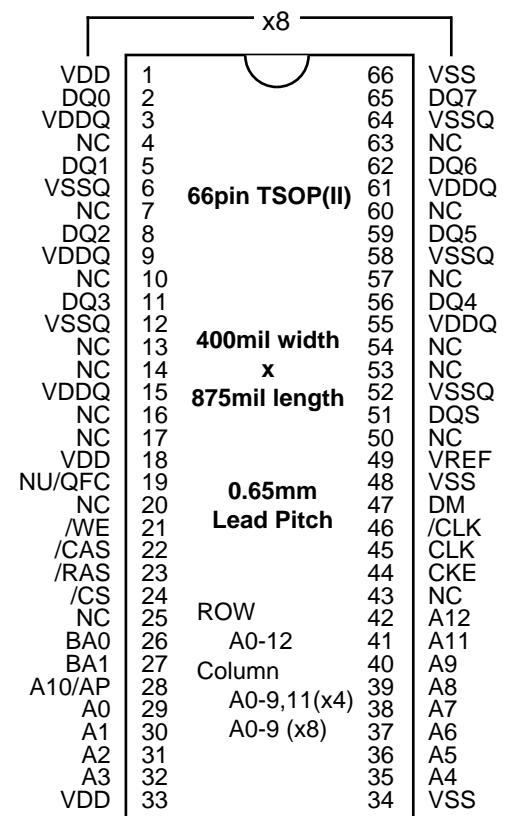 x8
VDD 1 66 VSS
DQ0 2 65 DQ7
VDDQ 3 64 VSSQ
NC 4 63 NC
DQ1 5 62 DQ6
VSSQ 6 61 VDDQ
66pin TSOP(II)
NC 7 60 NC
DQ2 8 59 DQ5
VDDQ 9 58 VSSQ
NC 10 57 NC
DQ3 11 56 DQ4
VSSQ 12 55 VDDQ
NC 13 400mil width 54 NC
NC 14 x 53 NC
VDDQ 15 875mil length 52 VSSQ
NC 16 51 DQS
NC 17 50 NC
VDD 18 49 VREF
NU/QFC 19 0.65mm 48 VSS
NC 20 Lead Pitch 47 DM
/WE 21 46 /CLK
/CAS 22 45 CLK
/RAS 23 44 CKE
/CS 24 43 NC
NC 25 ROW 42 A12
BA0 26 A0-12 41 A11
BA1 27 Column 40 A9
A10/AP 28 39 A8
A0 29 A0-9,11(x4) 38 A7
A1 30 A0-9 (x8) 37 A6
A2 31 36 A5
A3 32 35 A4
VDD 33 34 VSS